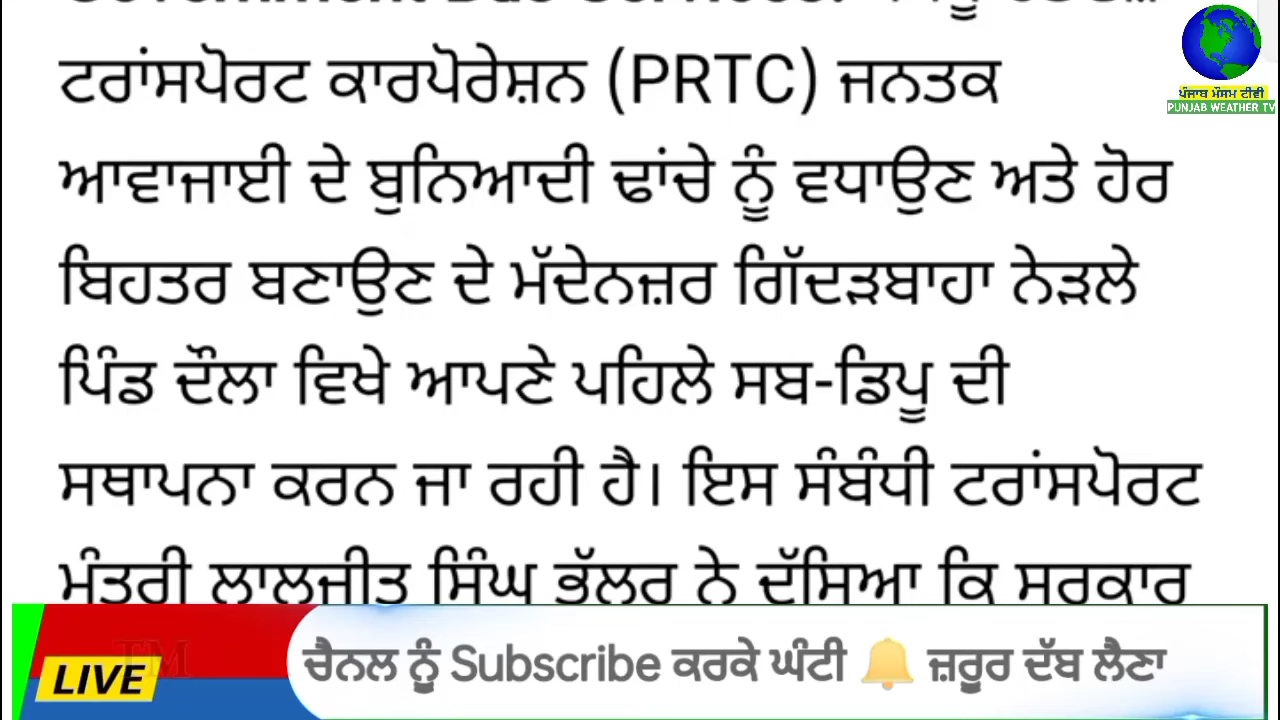 ਟਰਾਂਸਪੋਰਟ ਕਾਰਪੋਰੇਸ਼ਨ (PRTC) ਜਨਤਕ
ਆਵਾਜਾਈ ਦੇ ਬੁਨਿਆਦੀ ਢਾਂਚੇ ਨੂੰ ਵਧਾਉਣ ਅਤੇ ਹੋਰ
ਬਿਹਤਰ ਬਣਾਉਣ ਦੇ ਮੱਦੇਨਜ਼ਰ ਗਿੱਦੜਬਾਹਾ ਨੇੜਲੇ
ਪਿੰਡ ਦੌਲਾ ਵਿਖੇ ਆਪਣੇ ਪਹਿਲੇ ਸਬ-ਡਿਪੂ ਦੀ
ਸਥਾਪਨਾ ਕਰਨ ਜਾ ਰਹੀ ਹੈ। ਇਸ ਸੰਬੰਧੀ ਟਰਾਂਸਪੋਰਟ
ਮੰਤਰੀ ਲਾਲਜੀਤ ਸਿੰਘ ਭੁੱਲਰ ਨੇ ਦੱਸਿਆ ਕਿ ਸਰਕਾਰ
ਪੰਜਾਬ ਮੌਸਮ ਟੀਵੀ
PUNJAB WEATHER TV
TM
LIVE
ਚੈਨਲ ਨੂੰ Subscribe ਕਰਕੇ ਘੰਟੀ 🔔 ਜ਼ਰੂਰ ਦੱਬ ਲੈਣਾ